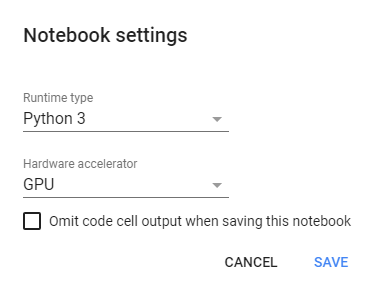 Notebook settings
Runtime type
Python 3
Hardware accelerator
GPU
Omit code cell output when saving this notebook
CANCEL SAVE